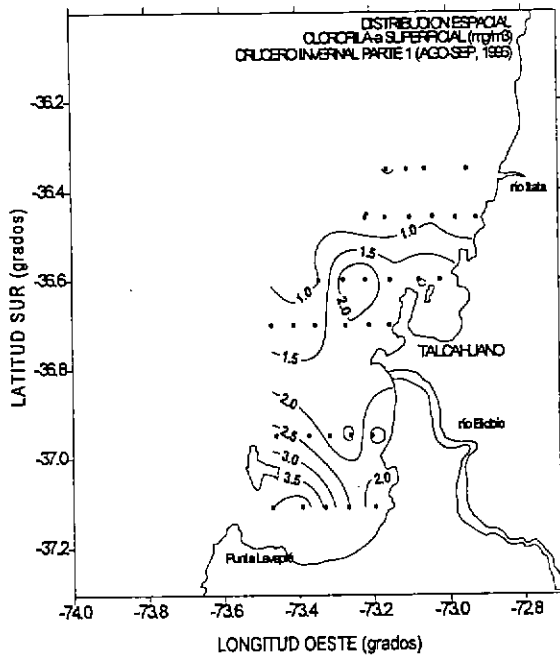 DISTRIBUCION ESPACIAL
CLOROFILA-a SUPERFICIAL (mg/m3)
CRUCERO INVERNAL PARTE 1 (AGO-SEP, 1996)
-36.2
-36.4
-36.6
-36.8
-37.0
-37.2
LATITUD SUR (grados)
río Itata
1.0
1.5
1.0
2.0
1.5
TALCAHUANO
2.0
río Biobío
2.5
3.0
3.5
2.0
Punta Lavapié
-74.0 -73.8 -73.6 -73.4 -73.2 -73.0 -72.8
LONGITUD OESTE (grados)